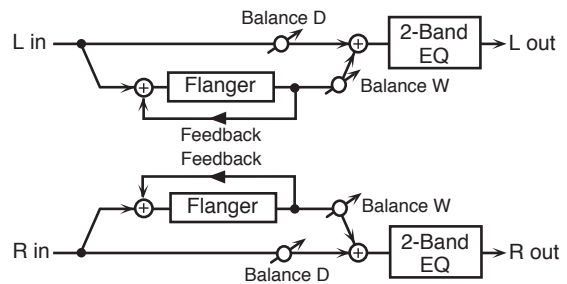 Balance D
L in
+
2-Band
EQ
L out
+
Flanger
Balance W
Feedback
Feedback
+
Flanger
Balance W
R in
+
2-Band
EQ
R out
Balance D